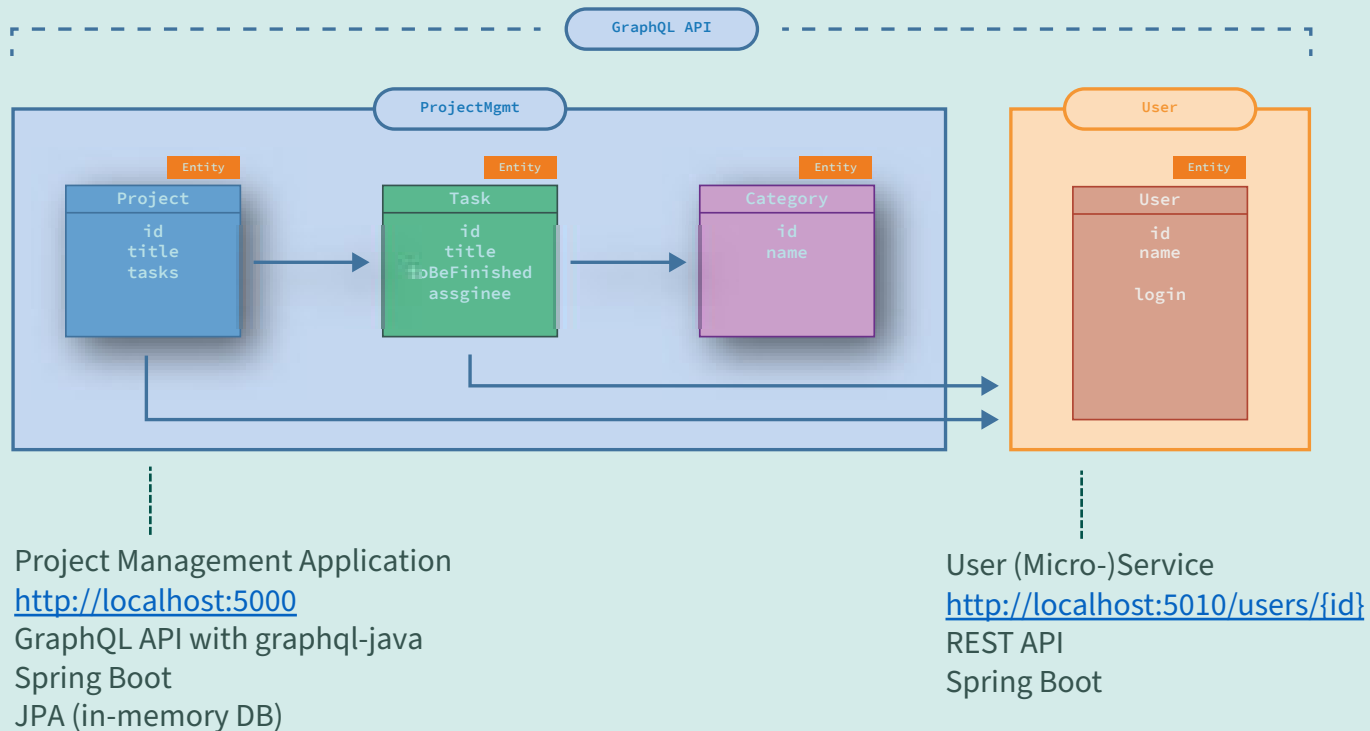 GraphQL API
ProjectMgmt
User
Entity
Entity
Entity
Entity
Project
id
title
tasks
Task
id
title
toBeFinished
assginee
Category
id
name
User
id
name
login
Project Management Application
http://localhost:5000
GraphQL API with graphql-java
Spring Boot
JPA (in-memory DB)
User (Micro-)Service
http://localhost:5010/users/{id}
REST API
Spring Boot